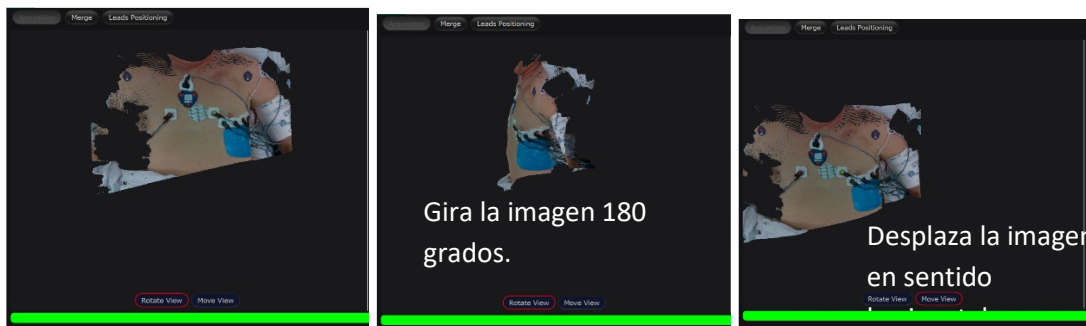 Merge Leads Positioning
Rotate View Move View
Merge Leads Positioning
Gira la imagen 180
grados.
Rotate View Move View
Merge Leads Positioning
Desplaza la imagen
en sentido
Rotate View Move View